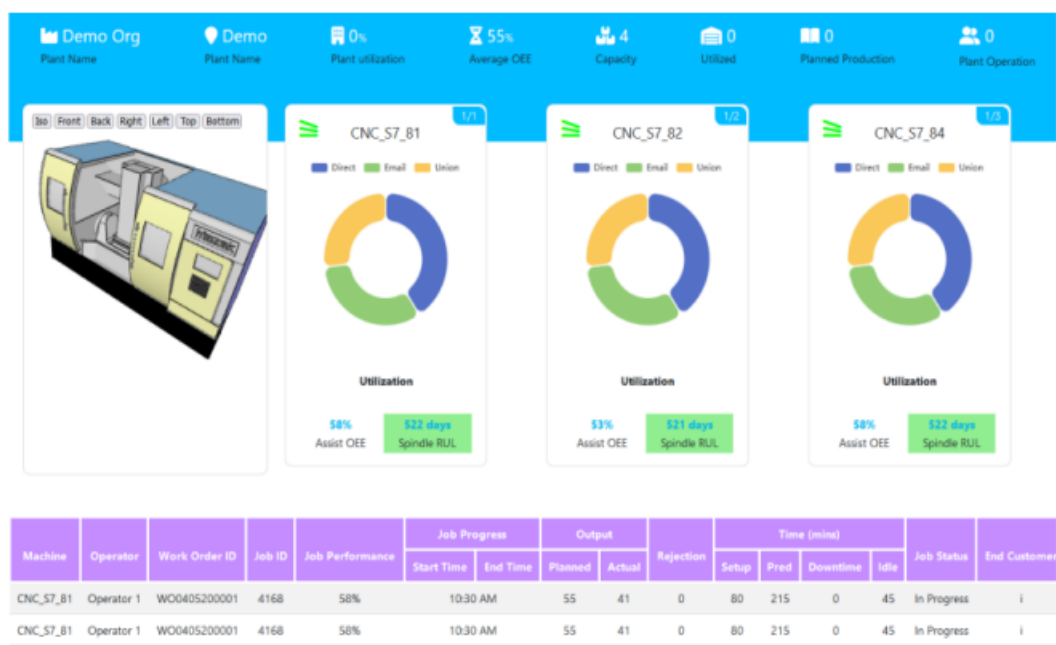 Demo Org Demo 0% 55% 4 0 0 0
Plant Name Plant Name Plant utilization Average OEE Capacity Utilized Planned Production Plant Operation
Iso Front Back Right Left Top Bottom
1/1
CNC_S7_81
Direct Email Union
Utilization
58% 522 days
Assist OEE Spindle RUL
1/2
CNC_S7_82
Direct Email Union
Utilization
53% 521 days
Assist OEE Spindle RUL
1/3
CNC_S7_84
Direct Email Union
Utilization
58% 522 days
Assist OEE Spindle RUL
Machine Operator Work Order ID Job ID Job Performance Job Progress Output Rejection Time (mins) Job Status End Customer
Start Time End Time Planned Actual Setup Pred Downtime Idle
CNC_S7_81 Operator 1 WO0405200001 4168 58% 10:30 AM 55 41 0 80 215 0 45 In Progress i
CNC_S7_81 Operator 1 WO0405200001 4168 58% 10:30 AM 55 41 0 80 215 0 45 In Progress i